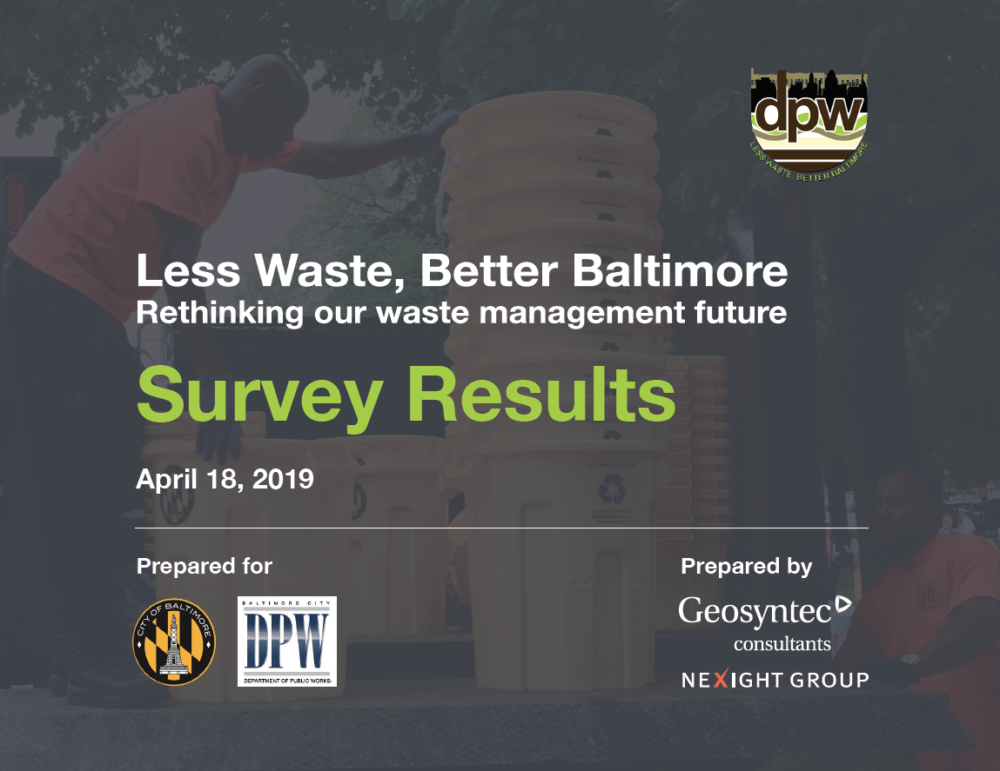 dpw
LESS WASTE, BETTER BALTIMORE
Less Waste, Better Baltimore
Rethinking our waste management future
Survey Results
April 18, 2019
Prepared for
Prepared by
CITY OF BALTIMORE
BALTIMORE CITY
DPW
DEPARTMENT OF PUBLIC WORKS
Geosyntec
consultants
NEXIGHT GROUP